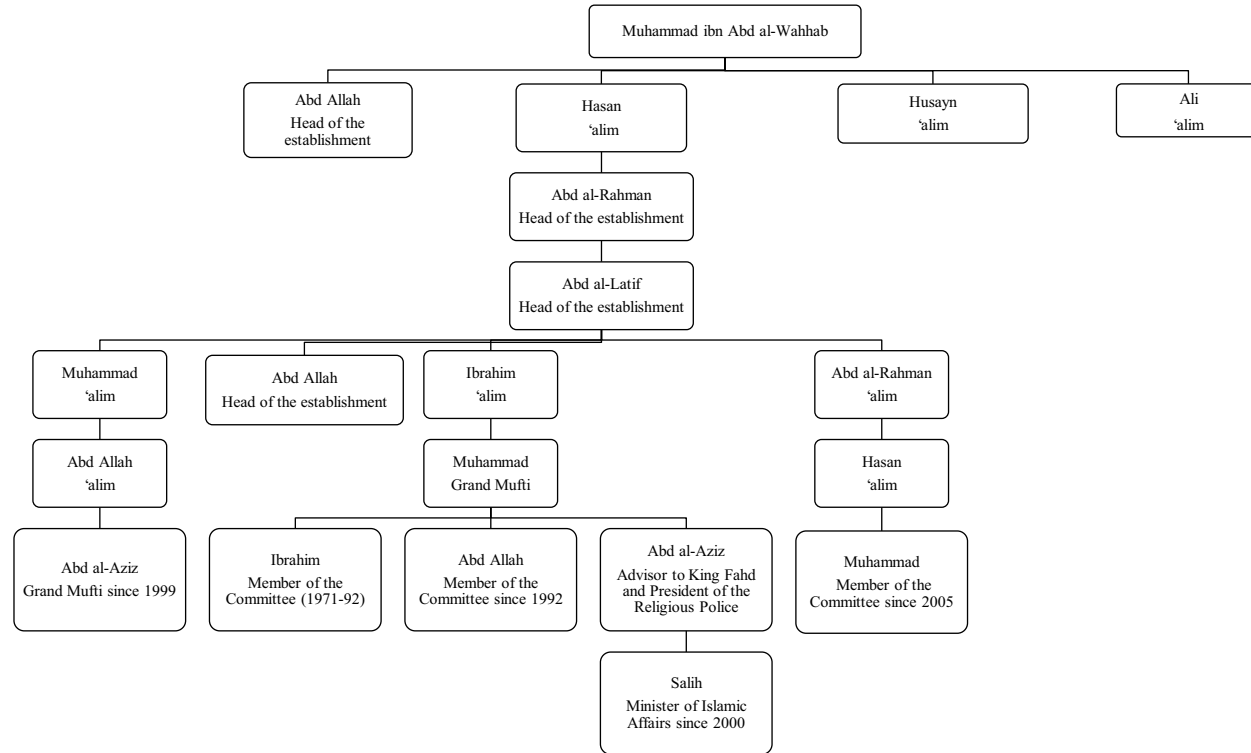 Muhammad ibn Abd al-Wahhab
Abd Allah
Head of the
establishment
Hasan
‘alim
Husayn
‘alim
Ali
‘alim
Abd al-Rahman
Head of the establishment
Abd al-Latif
Head of the establishment
Muhammad
‘alim
Abd Allah
Head of the establishment
Ibrahim
‘alim
Abd al-Rahman
‘alim
Abd Allah
‘alim
Muhammad
Grand Mufti
Hasan
‘alim
Abd al-Aziz
Grand Mufti since 1999
Ibrahim
Member of the
Committee (1971-92)
Abd Allah
Member of the
Committee since 1992
Abd al-Aziz
Advisor to King Fahd
and President of the
Religious Police
Muhammad
Member of the
Committee since 2005
Salih
Minister of Islamic
Affairs since 2000